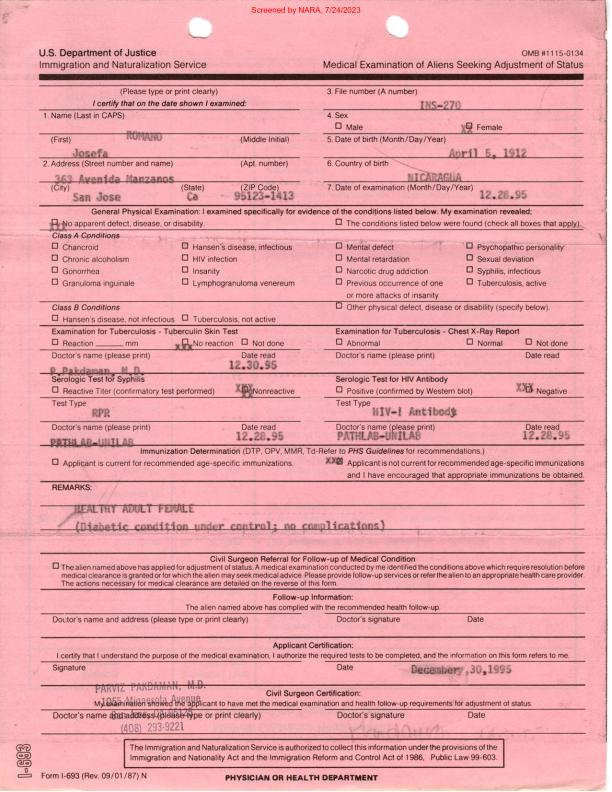 Screened by NARA, 7/24/2023
U.S. Department of Justice
Immigration and Naturalization Service
OMB #1115-0134
Medical Examination of Aliens Seeking Adjustment of Status
(Please type or print clearly)
I certify that on the date shown I examined:
3. File number (A number)
INS-270
1. Name (Last in CAPS)
ROMANO
(First) (Middle Initial)
Josefa
4. Sex
☐ Male XX☐ Female
5. Date of birth (Month/Day/Year)
April 5, 1912
2. Address (Street number and name) (Apt. number)
363 Avenida Manzanos
6. Country of birth
NICARAGUA
(City) (State) (ZIP Code)
San Jose Ca 95123-1413
7. Date of examination (Month/Day/Year)
12.28.95
General Physical Examination: I examined specifically for evidence of the conditions listed below. My examination revealed;
XXX☐ No apparent defect, disease, or disability. ☐ The conditions listed below were found (check all boxes that apply).
Class A Conditions
☐ Chancroid ☐ Hansen's disease, infectious ☐ Mental defect ☐ Psychopathic personality
☐ Chronic alcoholism ☐ HIV infection ☐ Mental retardation ☐ Sexual deviation
☐ Gonorrhea ☐ Insanity ☐ Narcotic drug addiction ☐ Syphilis, infectious
☐ Granuloma inguinale ☐ Lymphogranuloma venereum ☐ Previous occurrence of one ☐ Tuberculosis, active
or more attacks of insanity
Class B Conditions ☐ Other physical defect, disease or disability (specify below).
☐ Hansen's disease, not infectious ☐ Tuberculosis, not active
Examination for Tuberculosis - Tuberculin Skin Test
☐ Reaction ______ mm XXX☐ No reaction ☐ Not done
Doctor's name (please print) Date read
P. Pakdaman, M.D. 12.30.95
Examination for Tuberculosis - Chest X-Ray Report
☐ Abnormal ☐ Normal ☐ Not done
Doctor's name (please print) Date read
Serologic Test for Syphilis
☐ Reactive Titer (confirmatory test performed) XXX☐ Nonreactive
Test Type
RPR
Doctor's name (please print) Date read
PATHLAB-UNILAB 12.28.95
Serologic Test for HIV Antibody
☐ Positive (confirmed by Western blot) XXX☐ Negative
Test Type
HIV-1 Antibody
Doctor's name (please print) Date read
PATHLAB-UNILAB 12.28.95
Immunization Determination (DTP, OPV, MMR, Td-Refer to PHS Guidelines for recommendations.)
☐ Applicant is current for recommended age-specific immunizations. XXX☐ Applicant is not current for recommended age-specific immunizations
and I have encouraged that appropriate immunizations be obtained.
REMARKS:
HEALTHY ADULT FEMALE
(Diabetic condition under control; no complications)
Civil Surgeon Referral for Follow-up of Medical Condition
☐ The alien named above has applied for adjustment of status. A medical examination conducted by me identified the conditions above which require resolution before
medical clearance is granted or for which the alien may seek medical advice. Please provide follow-up services or refer the alien to an appropriate health care provider.
The actions necessary for medical clearance are detailed on the reverse of this form.
Follow-up Information:
The alien named above has complied with the recommended health follow-up.
Doctor's name and address (please type or print clearly) Doctor's signature Date
Applicant Certification:
I certify that I understand the purpose of the medical examination, I authorize the required tests to be completed, and the information on this form refers to me.
Signature Date
December,30,1995
PARVIZ PAKDAMAN, M.D.
Civil Surgeon Certification:
1055 Minnesota Avenue
My examination showed the applicant to have met the medical examination and health follow-up requirements for adjustment of status.
Doctor's name and address (please type or print clearly) Doctor's signature Date
(408) 293-9221
The Immigration and Naturalization Service is authorized to collect this information under the provisions of the
Immigration and Nationality Act and the Immigration Reform and Control Act of 1986, Public Law 99-603.
Form I-693 (Rev. 09/01/87) N
PHYSICIAN OR HEALTH DEPARTMENT